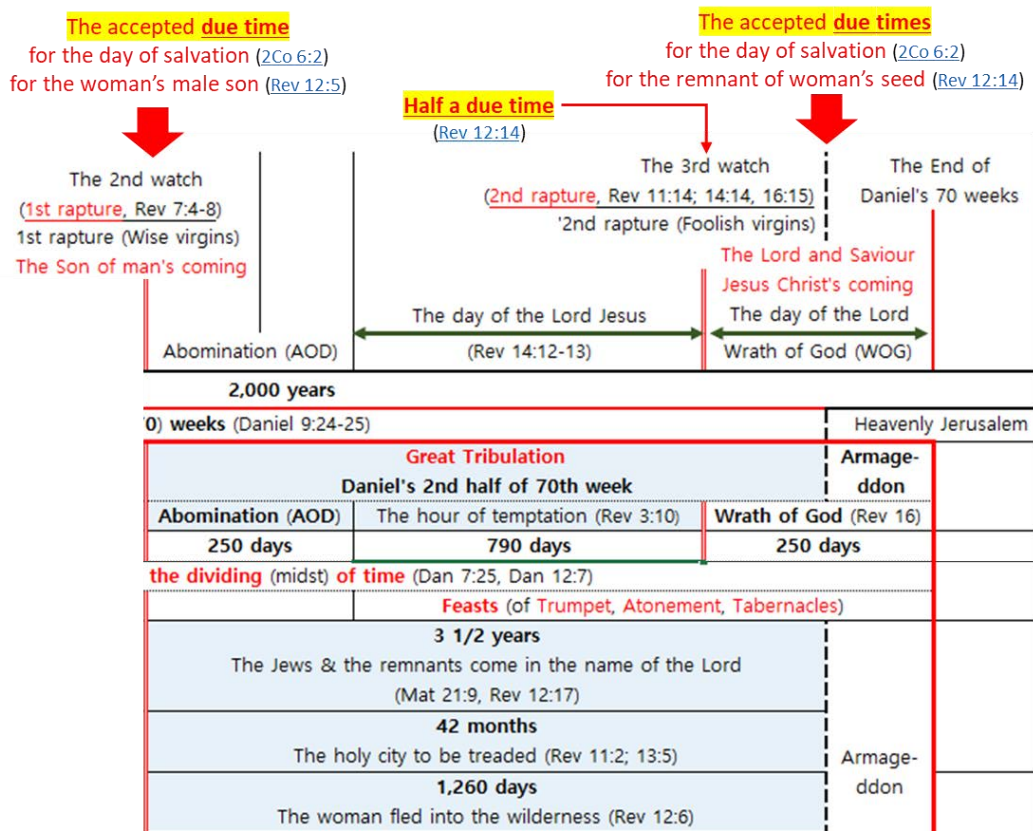 The accepted due time
for the day of salvation (2Co 6:2)
for the woman's male son (Rev 12:5)
The accepted due times
for the day of salvation (2Co 6:2)
for the remnant of woman's seed (Rev 12:14)
Half a due time
(Rev 12:14)
The 2nd watch
(1st rapture, Rev 7:4-8)
1st rapture (Wise virgins)
The Son of man's coming
The 3rd watch
(2nd rapture, Rev 11:14; 14:14, 16:15)
'2nd rapture (Foolish virgins)
The End of
Daniel's 70 weeks
The Lord and Saviour
Jesus Christ's coming
The day of the Lord Jesus
The day of the Lord
Abomination (AOD)
(Rev 14:12-13)
Wrath of God (WOG)
2,000 years
0) weeks (Daniel 9:24-25)
Heavenly Jerusalem
Great Tribulation
Daniel's 2nd half of 70th week
Armage-
ddon
Abomination (AOD)
The hour of temptation (Rev 3:10)
Wrath of God (Rev 16)
250 days
790 days
250 days
the dividing (midst) of time (Dan 7:25, Dan 12:7)
Feasts (of Trumpet, Atonement, Tabernacles)
3 1/2 years
The Jews & the remnants come in the name of the Lord
(Mat 21:9, Rev 12:17)
42 months
The holy city to be treaded (Rev 11:2; 13:5)
Armage-
ddon
1,260 days
The woman fled into the wilderness (Rev 12:6)